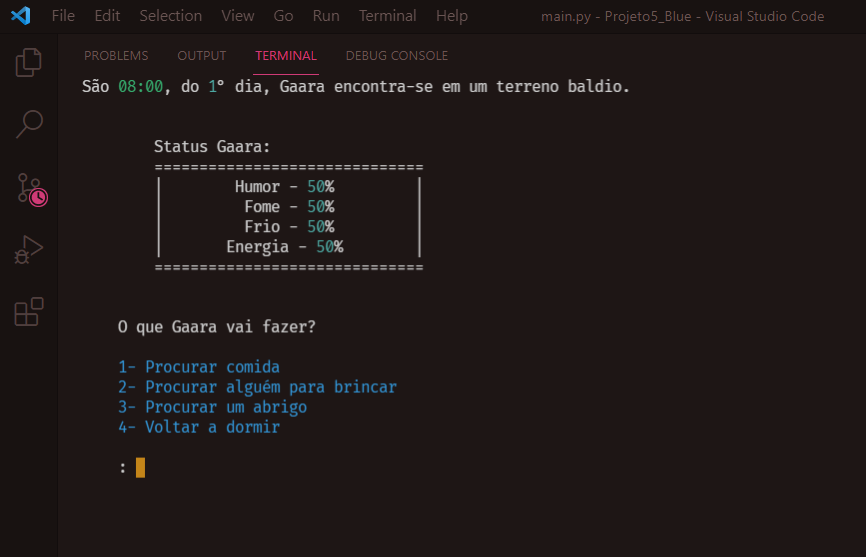 File Edit Selection View Go Run Terminal Help main.py - Projeto5_Blue - Visual Studio Code
PROBLEMS OUTPUT TERMINAL DEBUG CONSOLE
São 08:00, do 1° dia, Gaara encontra-se em um terreno baldio.
Status Gaara:
==============================
| Humor - 50% |
| Fome - 50% |
| Frio - 50% |
| Energia - 50% |
==============================
O que Gaara vai fazer?
1- Procurar comida
2- Procurar alguém para brincar
3- Procurar um abrigo
4- Voltar a dormir
: